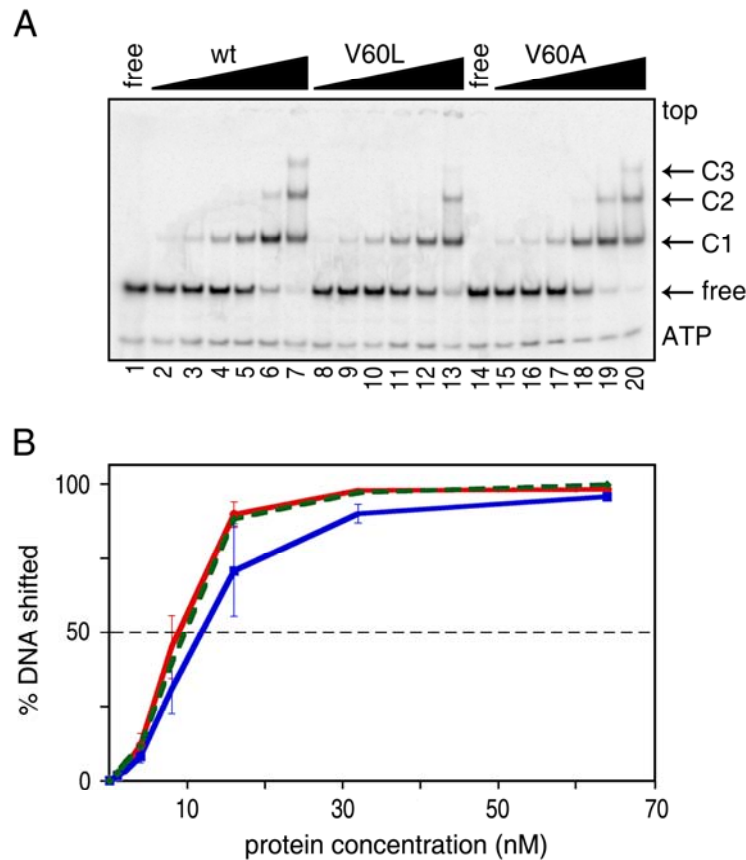 A
free wt V60L free V60A
top
← C3
← C2
← C1
← free
ATP
1 2 3 4 5 6 7 8 9 10 11 12 13 14 15 16 17 18 19 20
B
% DNA shifted
100
50
0
10 30 50 70
protein concentration (nM)